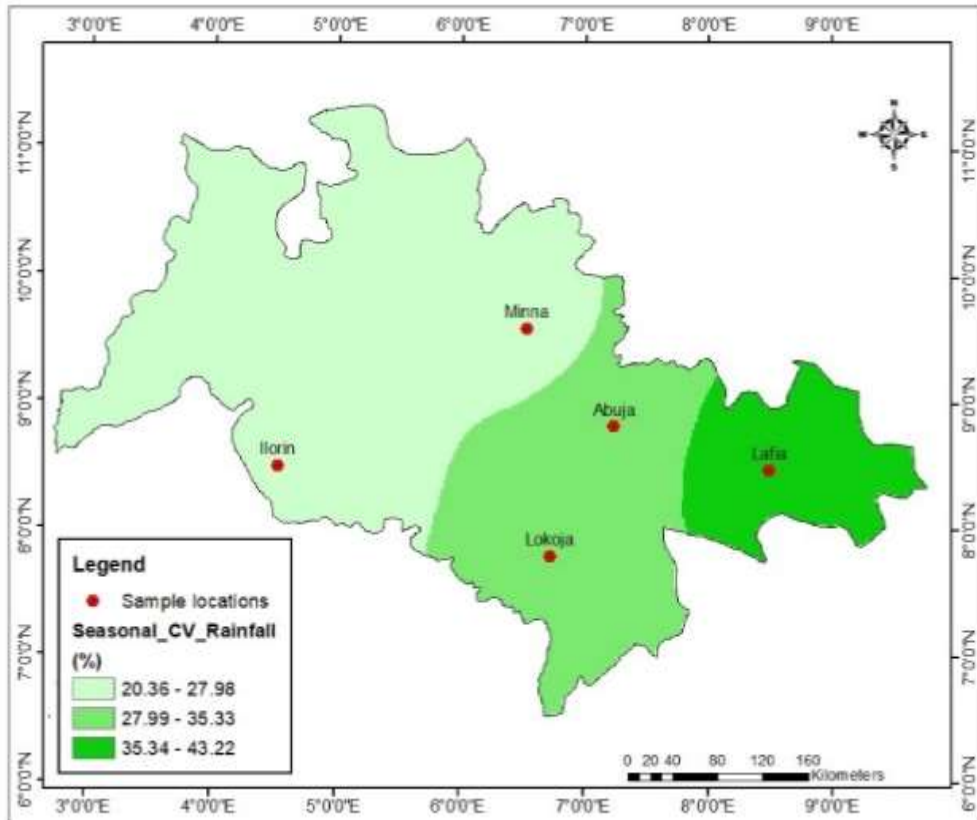 3°0'0"E 4°0'0"E 5°0'0"E 6°0'0"E 7°0'0"E 8°0'0"E 9°0'0"E
11°0'0"N
11°0'0"N
N
W E
S
10°0'0"N
10°0'0"N
Minna
9°0'0"N
9°0'0"N
Abuja
Ilorin
Lafia
8°0'0"N
8°0'0"N
Lokoja
Legend
Sample locations
Seasonal_CV_Rainfall
(%)
20.36 - 27.98
27.99 - 35.33
35.34 - 43.22
7°0'0"N
7°0'0"N
0 20 40 80 120 160
Kilometers
6°0'0"N
6°0'0"N
3°0'0"E 4°0'0"E 5°0'0"E 6°0'0"E 7°0'0"E 8°0'0"E 9°0'0"E